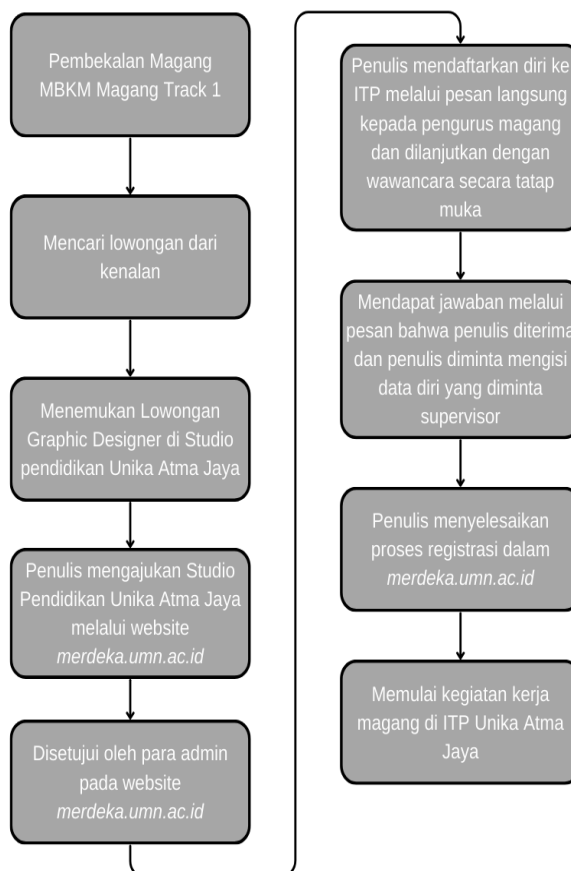 Pembekalan Magang
MBKM Magang Track 1
Mencari lowongan dari
kenalan
Menemukan Lowongan
Graphic Designer di Studio
pendidikan Unika Atma Jaya
Penulis mengajukan Studio
Pendidikan Unika Atma Jaya
melalui website
merdeka.umn.ac.id
Disetujui oleh para admin
pada website
merdeka.umn.ac.id
Penulis mendaftarkan diri ke
ITP melalui pesan langsung
kepada pengurus magang
dan dilanjutkan dengan
wawancara secara tatap
muka
Mendapat jawaban melalui
pesan bahwa penulis diterima
dan penulis diminta mengisi
data diri yang diminta
supervisor
Penulis menyelesaikan
proses registrasi dalam
merdeka.umn.ac.id
Memulai kegiatan kerja
magang di ITP Unika Atma
Jaya